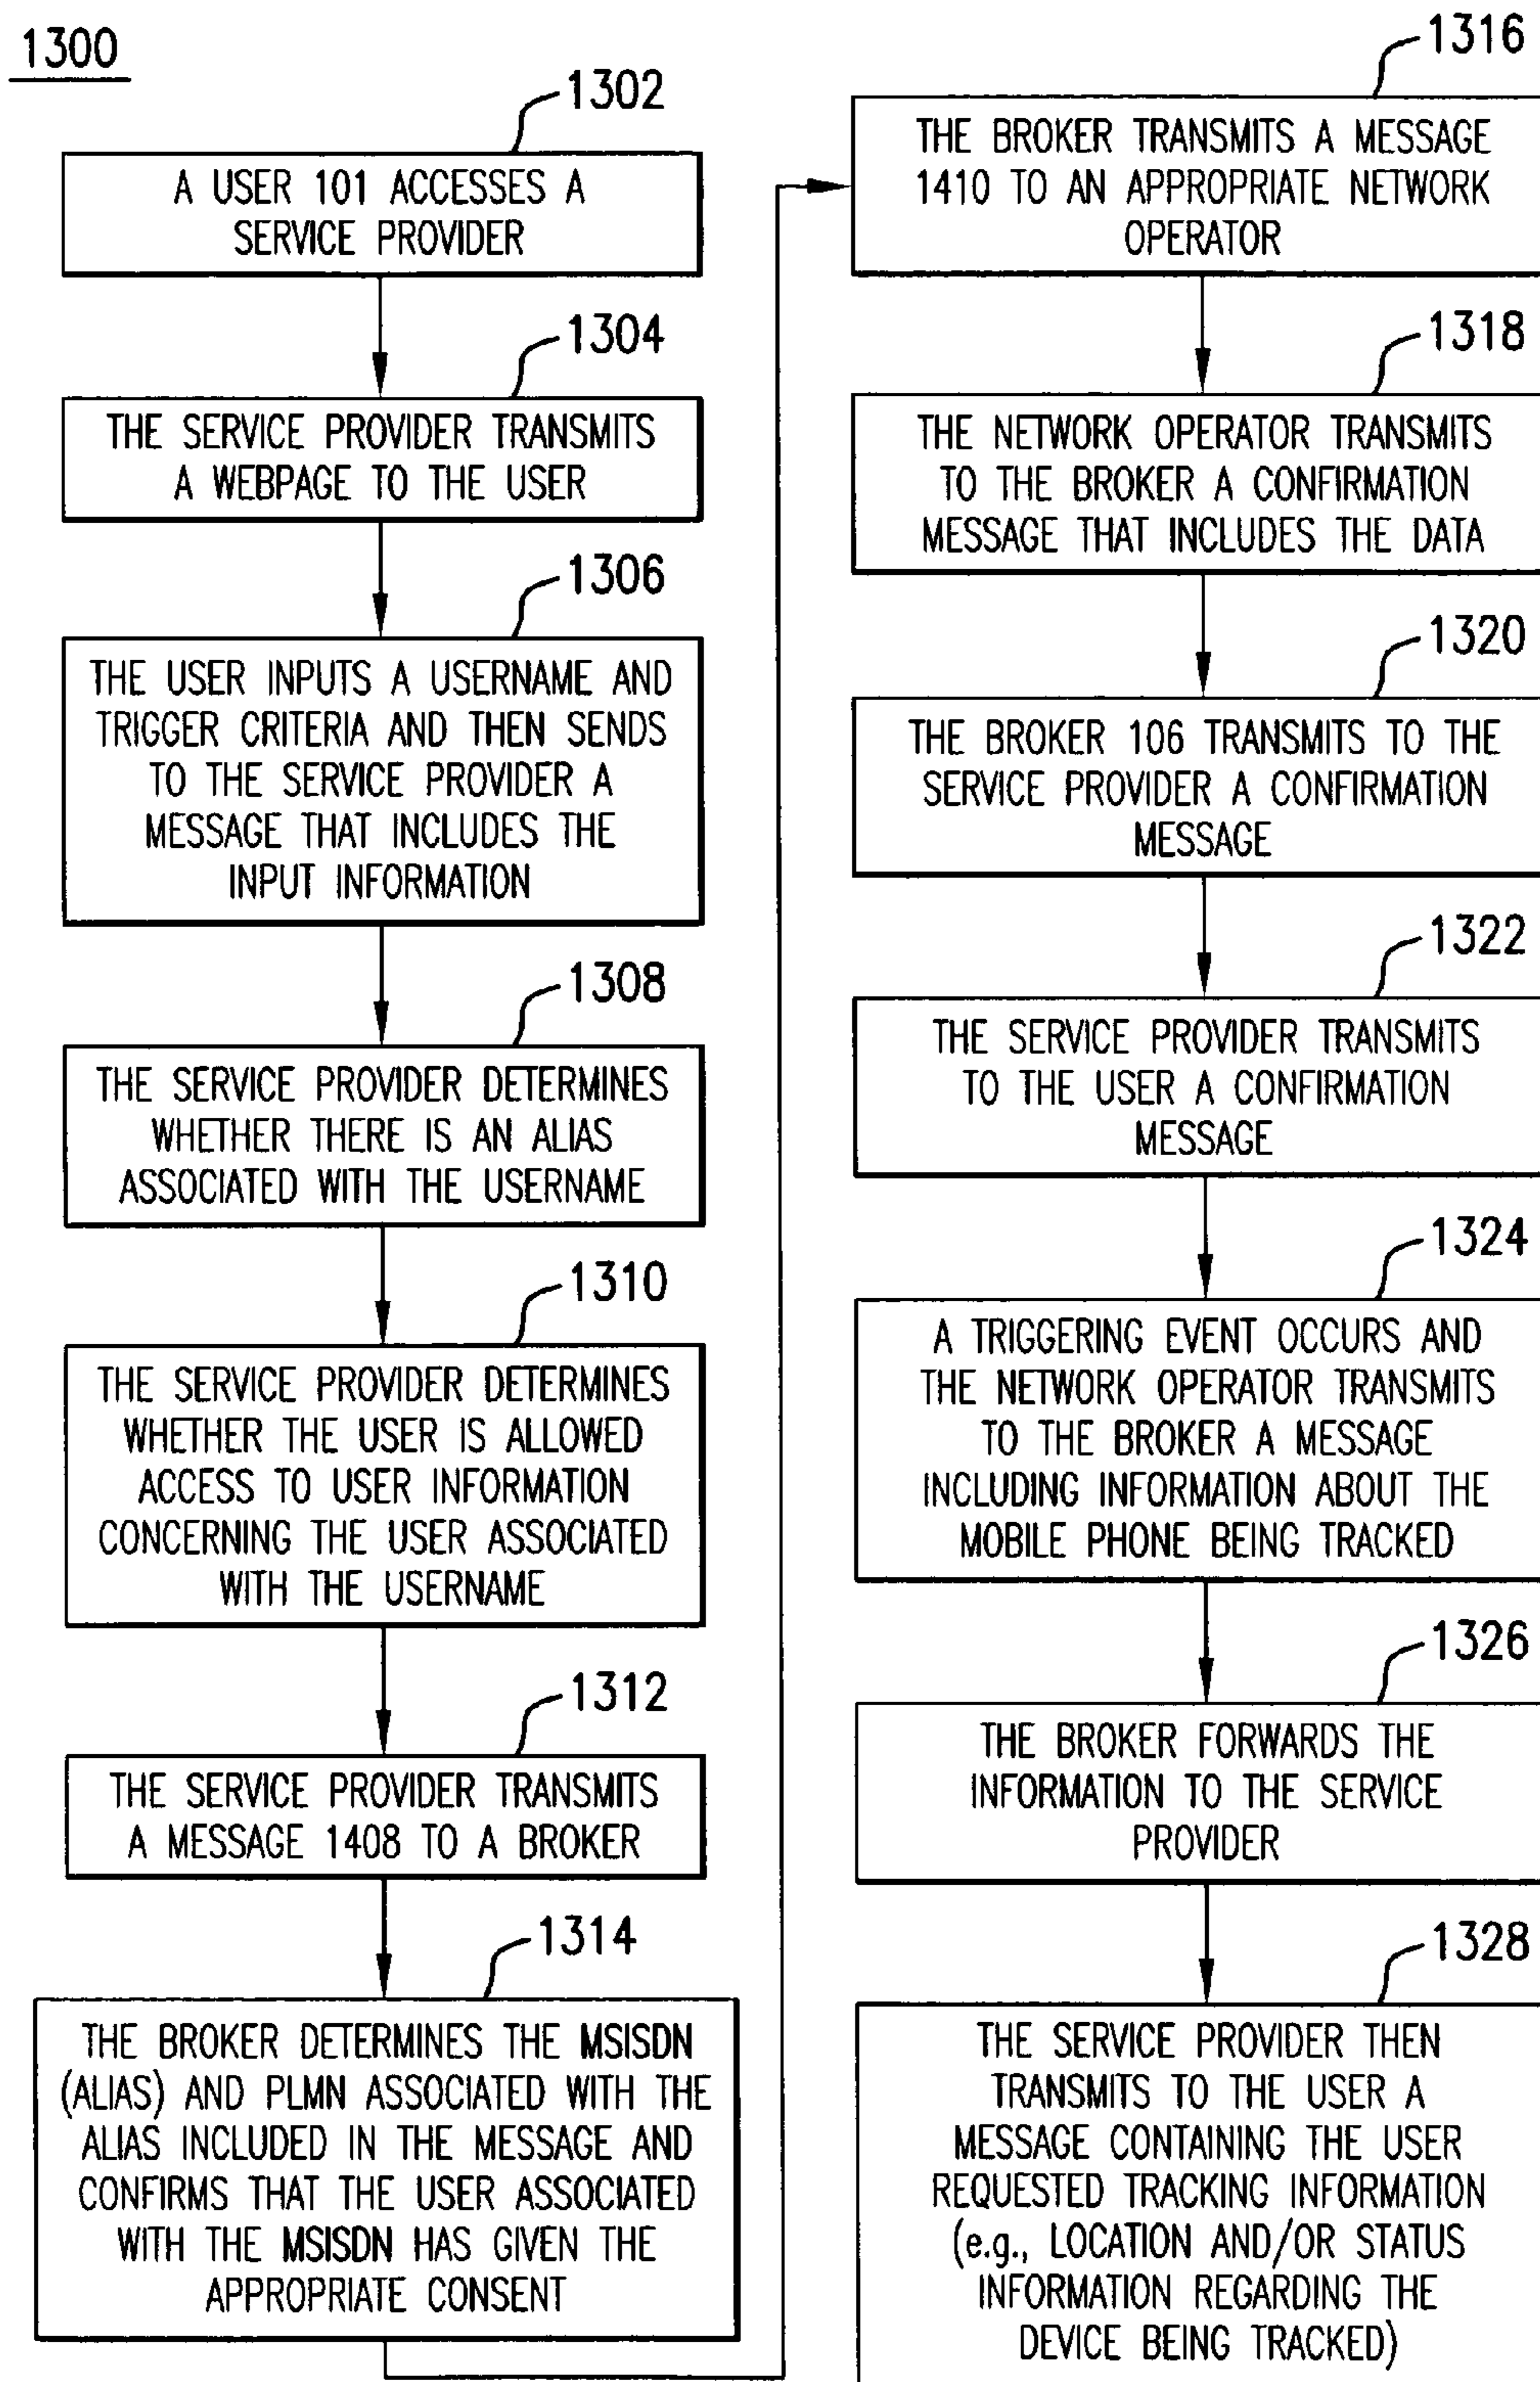 1300
1302
A USER 101 ACCESSES A
SERVICE PROVIDER
1304
THE SERVICE PROVIDER TRANSMITS
A WEBPAGE TO THE USER
1306
THE USER INPUTS A USERNAME AND
TRIGGER CRITERIA AND THEN SENDS
TO THE SERVICE PROVIDER A
MESSAGE THAT INCLUDES THE
INPUT INFORMATION
1308
THE SERVICE PROVIDER DETERMINES
WHETHER THERE IS AN ALIAS
ASSOCIATED WITH THE USERNAME
1310
THE SERVICE PROVIDER DETERMINES
WHETHER THE USER IS ALLOWED
ACCESS TO USER INFORMATION
CONCERNING THE USER ASSOCIATED
WITH THE USERNAME
1312
THE SERVICE PROVIDER TRANSMITS
A MESSAGE 1408 TO A BROKER
1314
THE BROKER DETERMINES THE MSISDN
(ALIAS) AND PLMN ASSOCIATED WITH THE
ALIAS INCLUDED IN THE MESSAGE AND
CONFIRMS THAT THE USER ASSOCIATED
WITH THE MSISDN HAS GIVEN THE
APPROPRIATE CONSENT
1316
THE BROKER TRANSMITS A MESSAGE
1410 TO AN APPROPRIATE NETWORK
OPERATOR
1318
THE NETWORK OPERATOR TRANSMITS
TO THE BROKER A CONFIRMATION
MESSAGE THAT INCLUDES THE DATA
1320
THE BROKER 106 TRANSMITS TO THE
SERVICE PROVIDER A CONFIRMATION
MESSAGE
1322
THE SERVICE PROVIDER TRANSMITS
TO THE USER A CONFIRMATION
MESSAGE
1324
A TRIGGERING EVENT OCCURS AND
THE NETWORK OPERATOR TRANSMITS
TO THE BROKER A MESSAGE
INCLUDING INFORMATION ABOUT THE
MOBILE PHONE BEING TRACKED
1326
THE BROKER FORWARDS THE
INFORMATION TO THE SERVICE
PROVIDER
1328
THE SERVICE PROVIDER THEN
TRANSMITS TO THE USER A
MESSAGE CONTAINING THE USER
REQUESTED TRACKING INFORMATION
(e.g., LOCATION AND/OR STATUS
INFORMATION REGARDING THE
DEVICE BEING TRACKED)